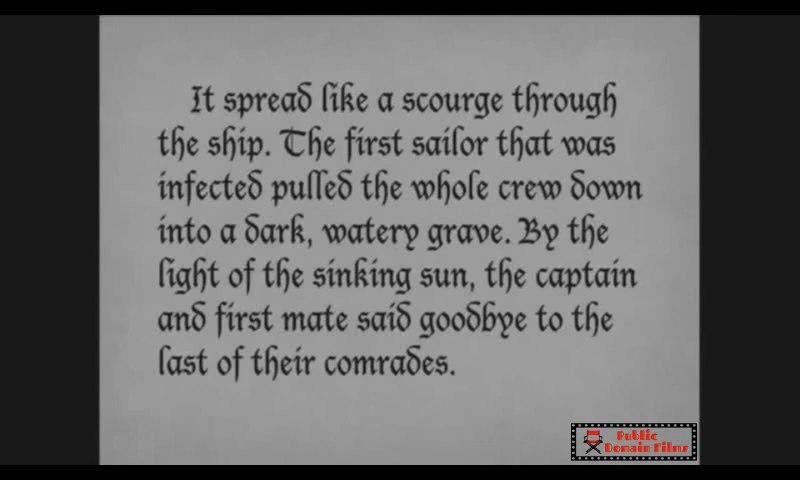 It spread like a scourge through
the ship. The first sailor that was
infected pulled the whole crew down
into a dark, watery grave. By the
light of the sinking sun, the captain
and first mate said goodbye to the
last of their comrades.
Public
Domain Films